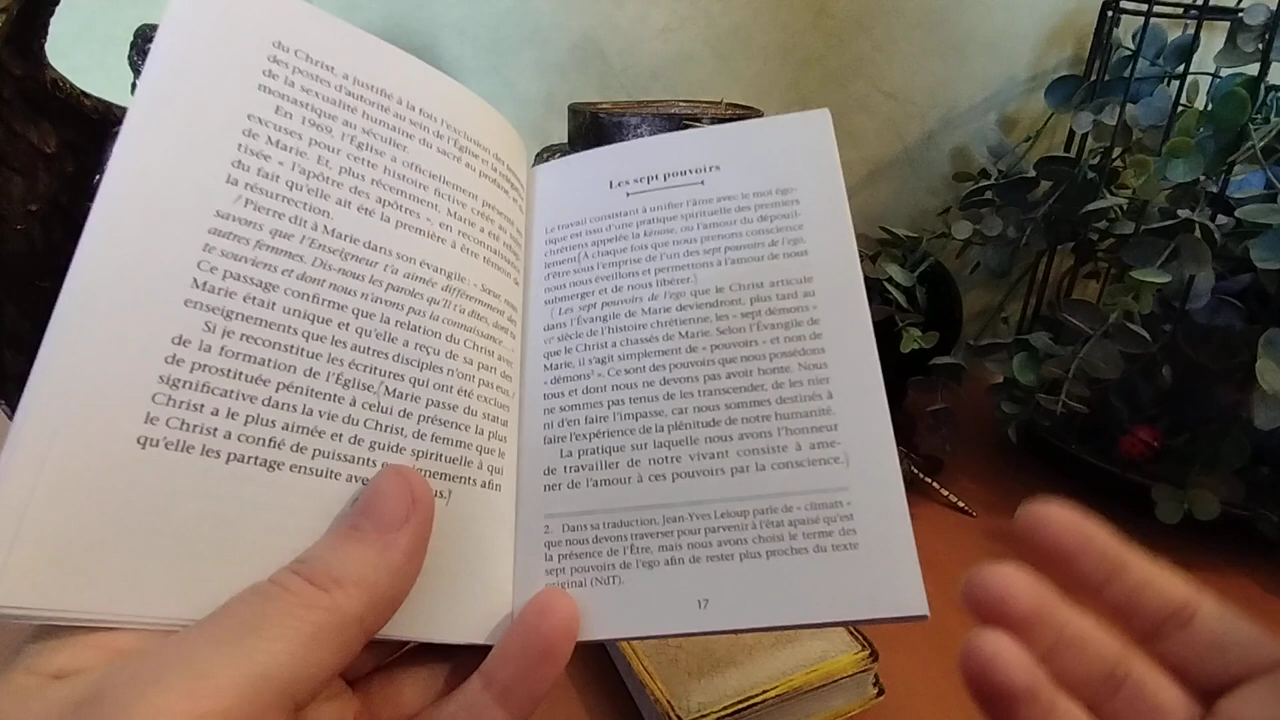 du Christ, a justifié à la fois l'exclusion des
des postes d'autorité au sein de l'Église et la
de la sexualité humaine du sacré au profane et du
monastique au séculier.
En 1969, l'Église a officiellement présenté ses
excuses pour cette histoire fictive créée au sujet
de Marie. Et, plus récemment, Marie a été
tisée « l'apôtre des apôtres », en reconnaissance
du fait qu'elle ait été la première à être témoin de
la résurrection.
Pierre dit à Marie dans son évangile : « Sœur, nous
savons que l'Enseigneur t'a aimée différemment des
autres femmes. Dis-nous les paroles qu'Il t'a dites, dont tu
te souviens et dont nous n'avons pas la connaissance... »
Ce passage confirme que la relation du Christ avec
Marie était unique et qu'elle a reçu de sa part des
enseignements que les autres disciples n'ont pas eus.
Si je reconstitue les écritures qui ont été exclues
de la formation de l'Église, Marie passe du statut
de prostituée pénitente à celui de présence la plus
significative dans la vie du Christ, de femme que le
Christ a le plus aimée et de guide spirituelle à qui
le Christ a confié de puissants afin
qu'elle les partage ensuite
Les sept pouvoirs
Le travail consistant à unifier l'âme avec le moi égo-
tique est issu d'une pratique spirituelle des premiers
chrétiens appelée la kénose, ou l'amour du dépouil-
lement. À chaque fois que nous prenons conscience
d'être sous l'emprise de l'un des sept pouvoirs de l'ego,
nous nous éveillons et permettons à l'amour de nous
submerger et de nous libérer.
Les sept pouvoirs de l'ego que le Christ articule
dans l'Évangile de Marie deviendront, plus tard au
VIe siècle de l'histoire chrétienne, les « sept démons »
que le Christ a chassés de Marie. Selon l'Évangile de
Marie, il s'agit simplement de « pouvoirs » et non de
« démons² ». Ce sont des pouvoirs que nous possédons
tous et dont nous ne devons pas avoir honte. Nous
ne sommes pas tenus de les transcender, de les nier
ni d'en faire l'impasse, car nous sommes destinés à
faire l'expérience de la plénitude de notre humanité.
La pratique sur laquelle nous avons l'honneur
de travailler de notre vivant consiste à ame-
ner de l'amour à ces pouvoirs par la conscience.
2. Dans sa traduction, Jean-Yves Leloup parle de « climats »
que nous devons traverser pour parvenir à l'état apaisé qu'est
la présence de l'Être, mais nous avons choisi le terme des
sept pouvoirs de l'ego afin de rester plus proches du texte
original (NdT).
17